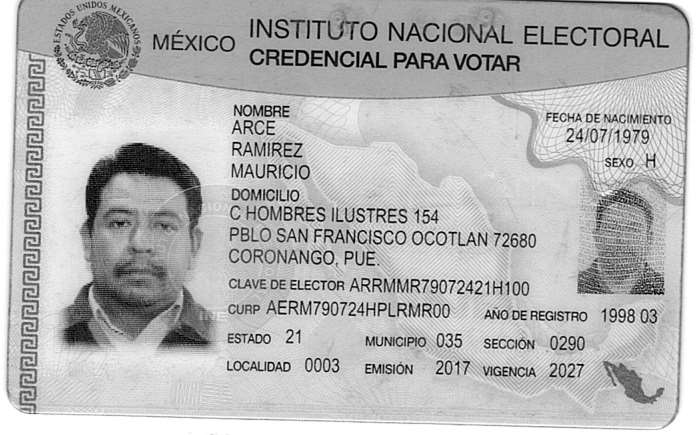 ESTADOS UNIDOS MEXICANOS
MÉXICO INSTITUTO NACIONAL ELECTORAL
CREDENCIAL PARA VOTAR
NOMBRE
ARCE
RAMIREZ
MAURICIO
FECHA DE NACIMIENTO
24/07/1979
SEXO H
DOMICILIO
C HOMBRES ILUSTRES 154
PBLO SAN FRANCISCO OCOTLAN 72680
CORONANGO, PUE.
CLAVE DE ELECTOR ARRMMR79072421H100
CURP AERM790724HPLRMR00 AÑO DE REGISTRO 1998 03
ESTADO 21 MUNICIPIO 035 SECCIÓN 0290
LOCALIDAD 0003 EMISIÓN 2017 VIGENCIA 2027